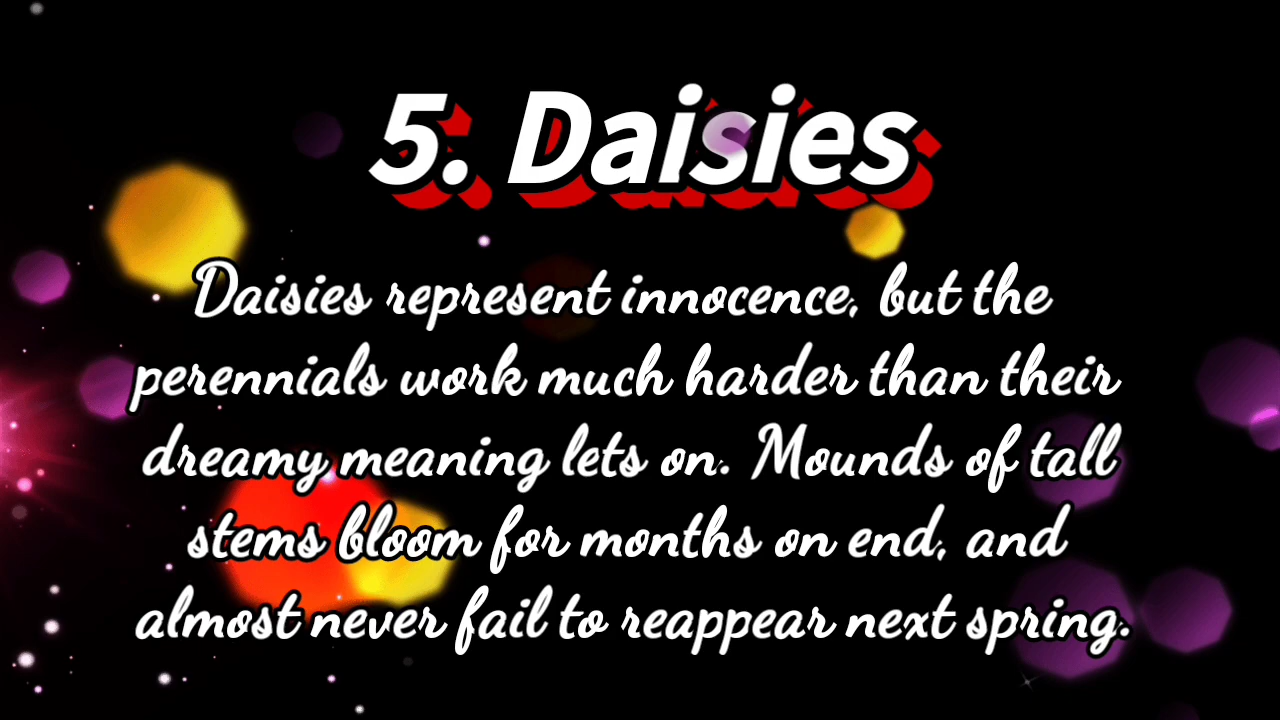 5. Daisies
Daisies represent innocence, but the
perennials work much harder than their
dreamy meaning lets on. Mounds of tall
stems bloom for months on end, and
almost never fail to reappear next spring.